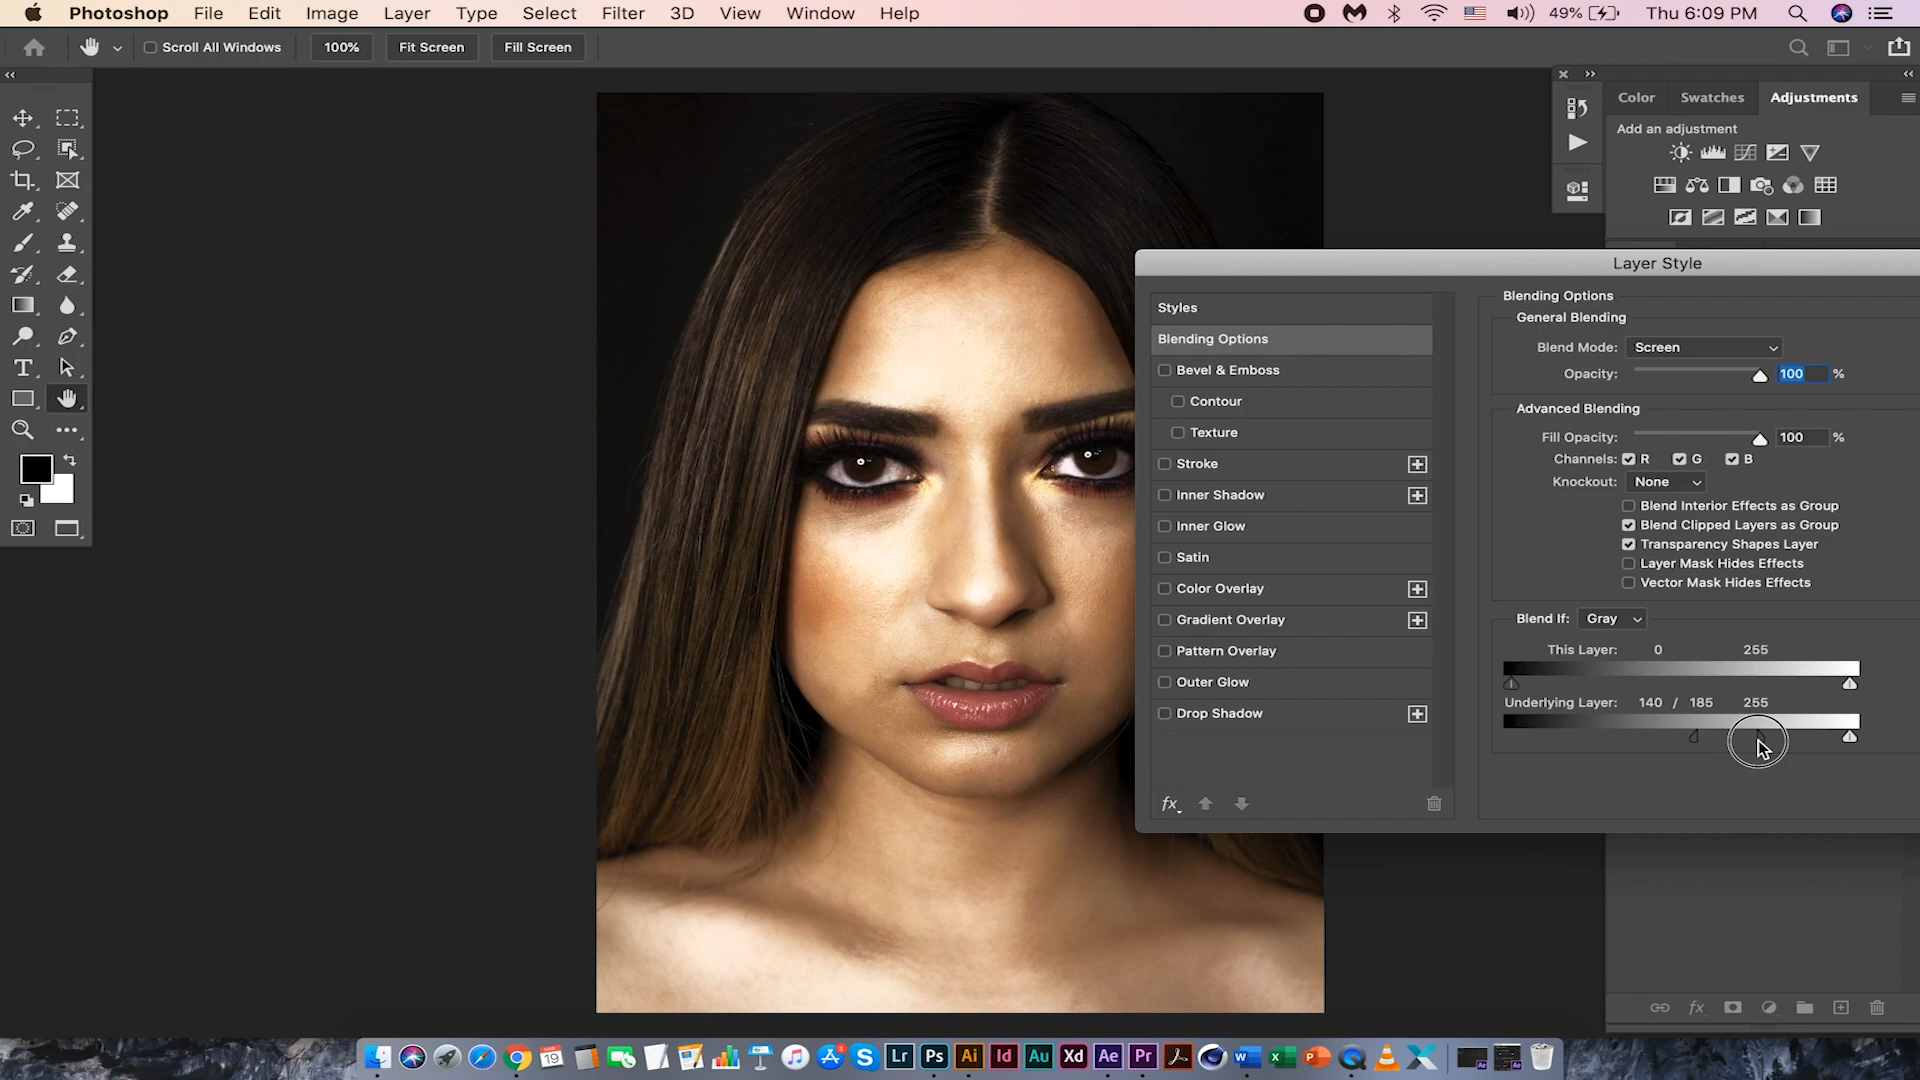 Photoshop File Edit Image Layer Type Select Filter 3D View Window Help 49% Thu 6:09 PM
Scroll All Windows 100% Fit Screen Fill Screen
Color Swatches Adjustments
Add an adjustment
Layer Style
Styles
Blending Options
Bevel & Emboss
Contour
Texture
Stroke
Inner Shadow
Inner Glow
Satin
Color Overlay
Gradient Overlay
Pattern Overlay
Outer Glow
Drop Shadow
fx
Blending Options
General Blending
Blend Mode: Screen
Opacity: 100 %
Advanced Blending
Fill Opacity: 100 %
Channels: R G B
Knockout: None
Blend Interior Effects as Group
Blend Clipped Layers as Group
Transparency Shapes Layer
Layer Mask Hides Effects
Vector Mask Hides Effects
Blend If: Gray
This Layer: 0 255
Underlying Layer: 140 / 185 255
fx
19 Lr Ps Ai Id Au Xd Ae Pr